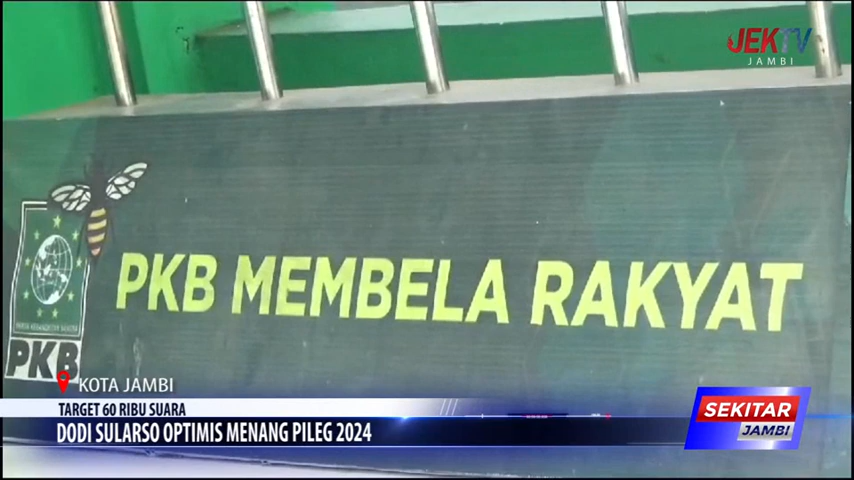 JEKTV
JAMBI
PKB MEMBELA RAKYAT
PKB
KOTA JAMBI
TARGET 60 RIBU SUARA
DODI SULARSO OPTIMIS MENANG PILEG 2024
SEKITAR
JAMBI